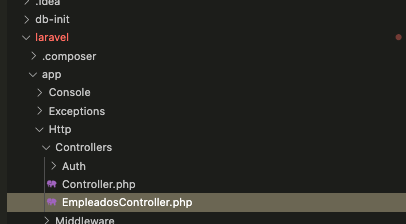 .idea
db-init
laravel
.composer
app
Console
Exceptions
Http
Controllers
Auth
Controller.php
EmpleadosController.php
Middleware